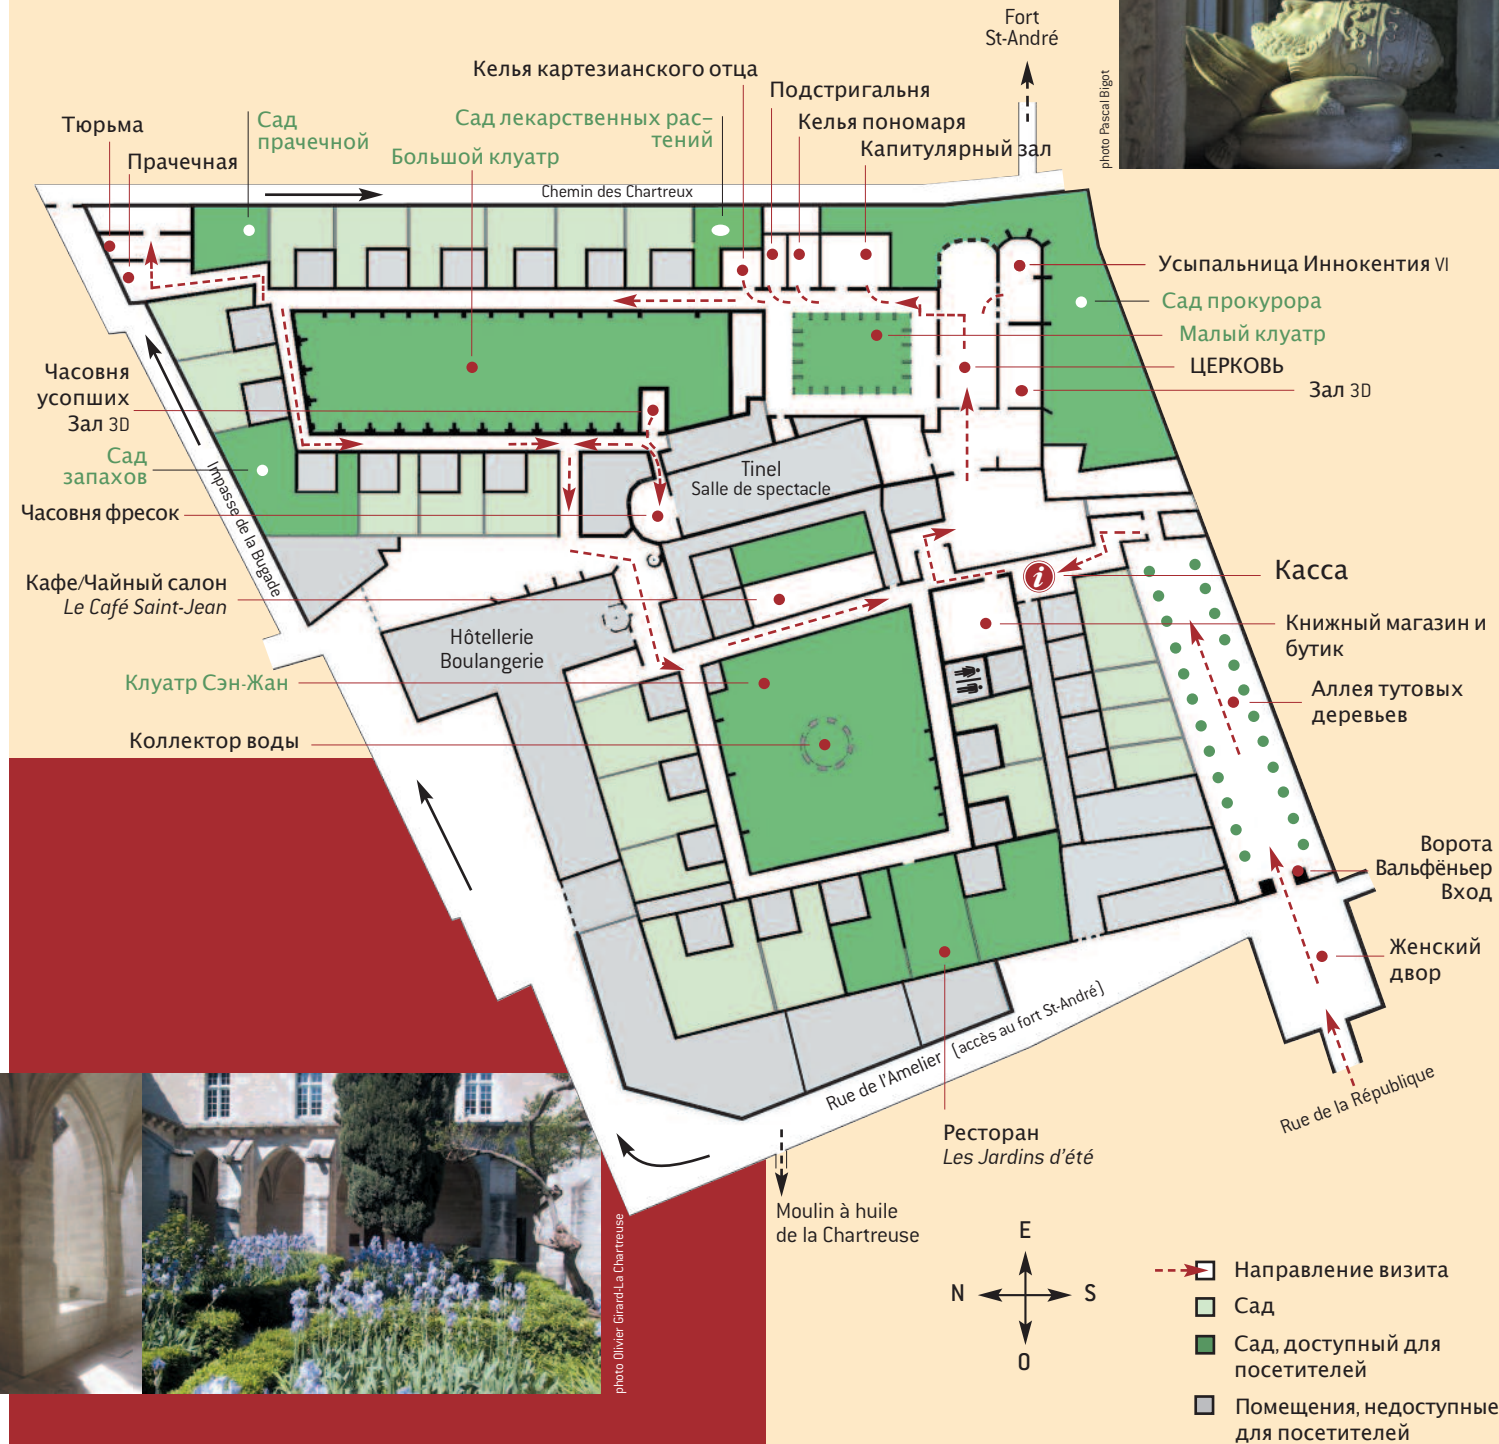 Fort
St-André
photo Pascal Bigot
Келья картезианского отца
Подстригальня
Келья пономаря
Капитулярный зал
Тюрьма
Прачечная
Сад
прачечной
Большой клуатр
Сад лекарственных рас–
тений
Chemin des Chartreux
Усыпальница Иннокентия VI
Сад прокурора
Малый клуатр
ЦЕРКОВЬ
Зал 3D
Часовня
усопших
Зал 3D
Сад
запахов
Часовня фресок
Impasse de la Bugade
Tinel
Salle de spectacle
Кафе/Чайный салон
Le Café Saint-Jean
Hôtellerie
Boulangerie
Клуатр Сэн-Жан
Коллектор воды
i
Касса
Книжный магазин и
бутик
Аллея тутовых
деревьев
Ворота
Вальфёньер
Вход
Женский
двор
Rue de l'Amelier (accès au fort St-André)
Rue de la République
Ресторан
Les Jardins d'été
Moulin à huile
de la Chartreuse
photo Olivier Girard-La Chartreuse
E
N
S
O
Направление визита
Сад
Сад, доступный для
посетителей
Помещения, недоступные
для посетителей